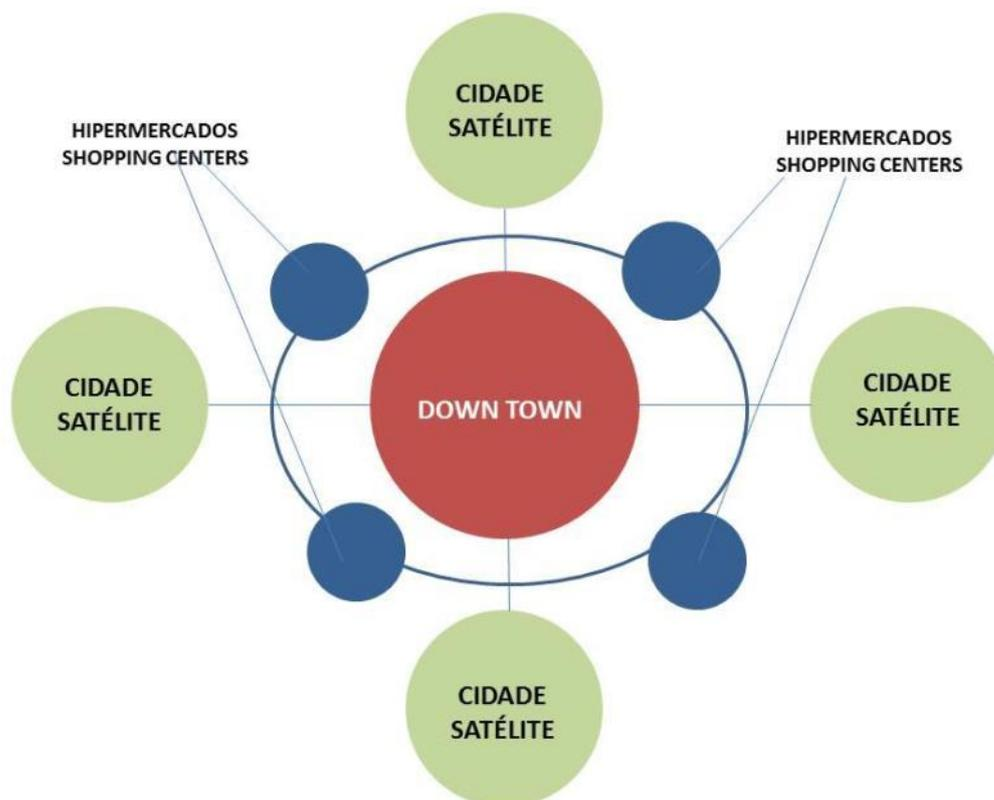 CIDADE
SATÉLITE
HIPERMERCADOS
SHOPPING CENTERS
HIPERMERCADOS
SHOPPING CENTERS
CIDADE
SATÉLITE
DOWN TOWN
CIDADE
SATÉLITE
CIDADE
SATÉLITE